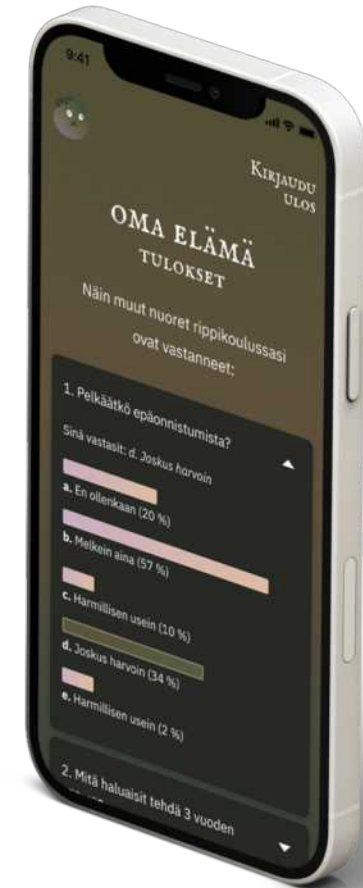 9:41
KIRJAUDU
ULOS
OMA ELÄMÄ
TULOKSET
Näin muut nuoret rippikoulussasi
ovat vastanneet:
1. Pelkäätkö epäonnistumista?
Sinä vastasit: d. Joskus harvoin
a. En ollenkaan (20 %)
b. Melkein aina (57 %)
c. Harmillisen usein (10 %)
d. Joskus harvoin (34 %)
e. Harmillisen usein (2 %)
2. Mitä haluaisit tehdä 3 vuoden